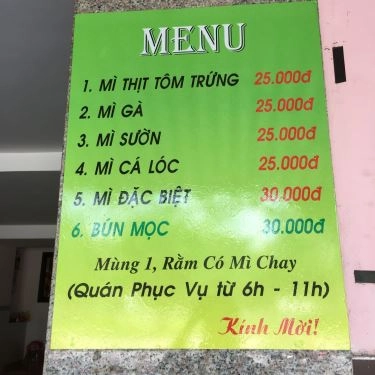 MENU
1. MÌ THỊT TÔM TRỨNG 25.000đ
2. MÌ GÀ 25.000đ
3. MÌ SƯỜN 25.000đ
4. MÌ CÁ LÓC 25.000đ
5. MÌ ĐẶC BIỆT 30.000đ
6. BÚN MỌC 30.000đ
Mùng 1, Rằm Có Mì Chay
(Quán Phục Vụ từ 6h - 11h)
Kính Mời!